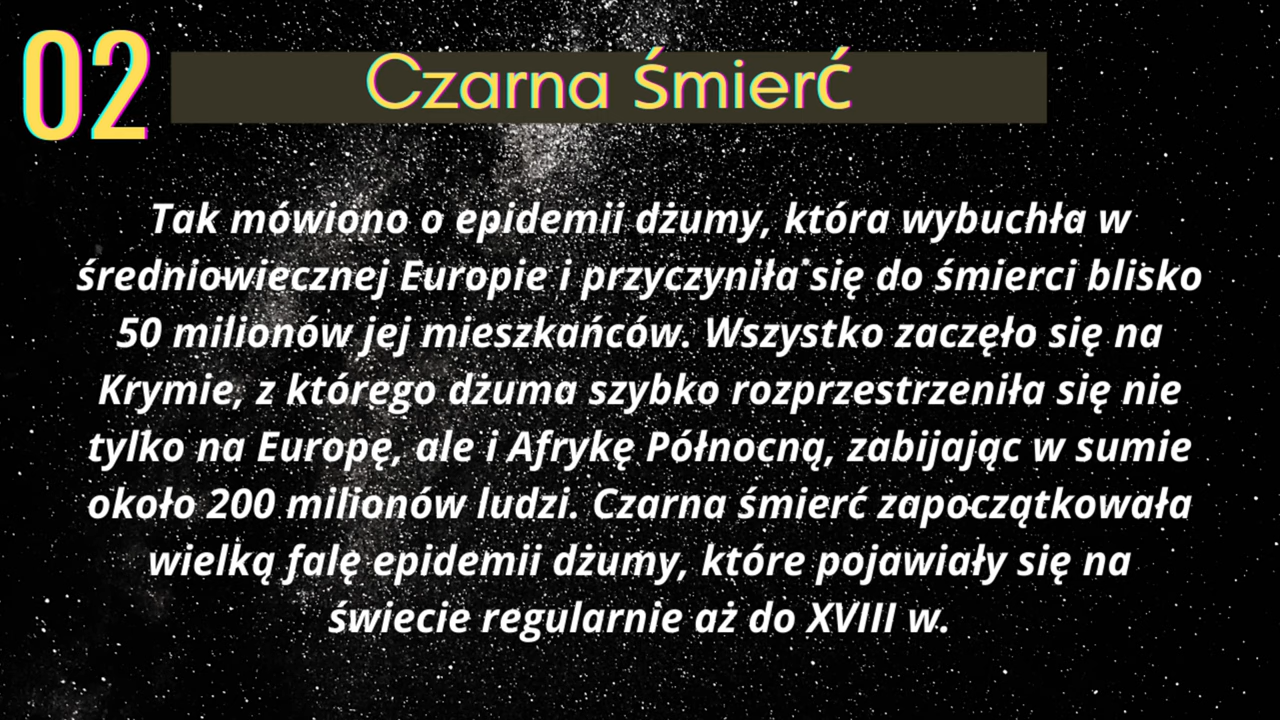 02
Czarna śmierć
Tak mówiono o epidemii dżumy, która wybuchła w
średniowiecznej Europie i przyczyniła się do śmierci blisko
50 milionów jej mieszkańców. Wszystko zaczęło się na
Krymie, z którego dżuma szybko rozprzestrzeniła się nie
tylko na Europę, ale i Afrykę Północną, zabijając w sumie
około 200 milionów ludzi. Czarna śmierć zapoczątkowała
wielką falę epidemii dżumy, które pojawiały się na
świecie regularnie aż do XVIII w.